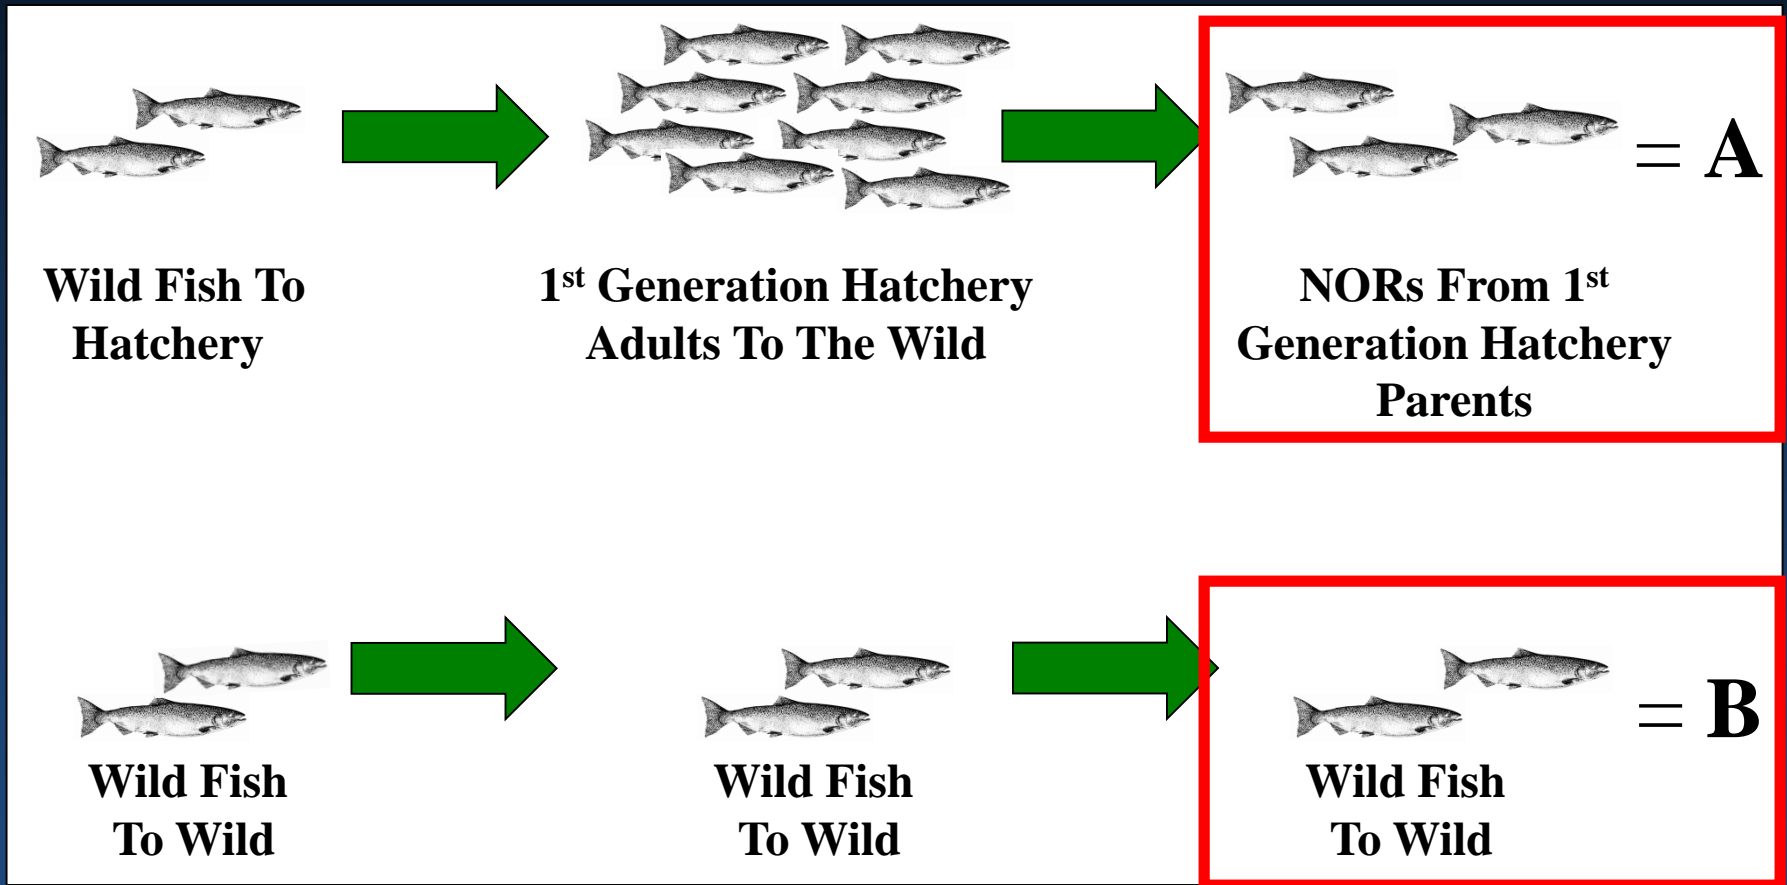 = A
Wild Fish To
Hatchery
1st Generation Hatchery
Adults To The Wild
NORs From 1st
Generation Hatchery
Parents
= B
Wild Fish
To Wild
Wild Fish
To Wild
Wild Fish
To Wild